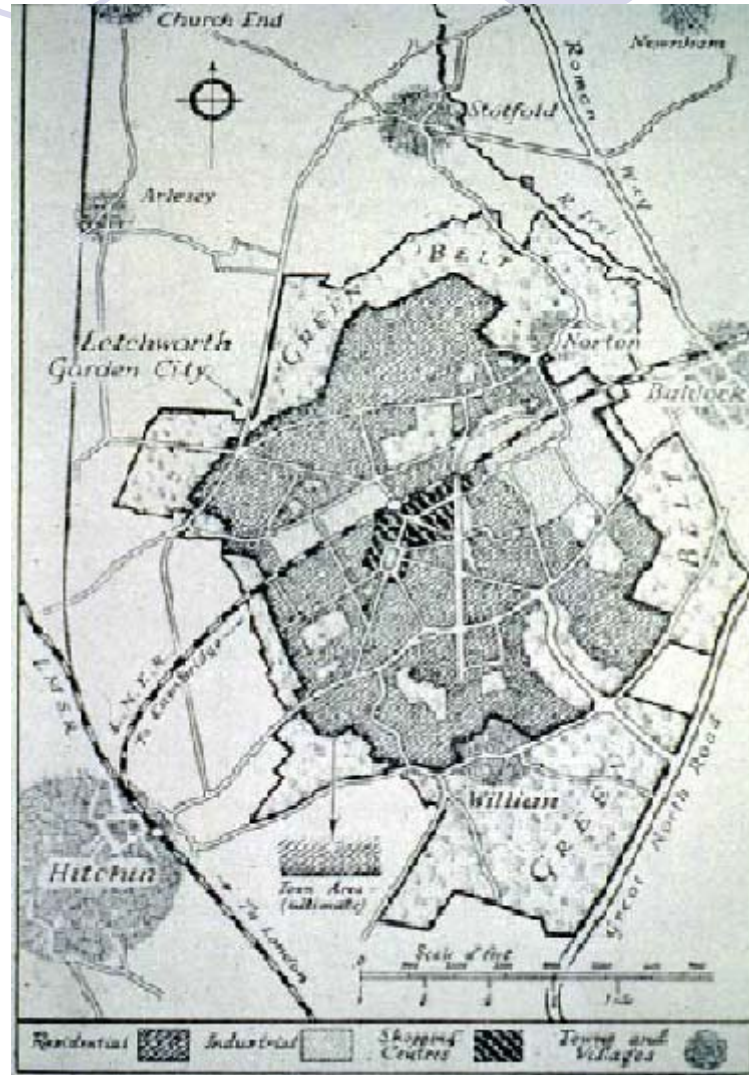 Church End
Newnham
Roman
Way
Stotfold
Arlesey
R. Ivel
GREEN
BELT
Letchworth
Garden City
Norton
Baldock
BELT
L.M.S.R.
L.N.E.R.
To Cambridge
Willian
GREEN
Great North Road
Hitchin
To London
Town Area
(ultimate)
Scale of feet
Residential Industrial Shopping Centres Towns and Villages